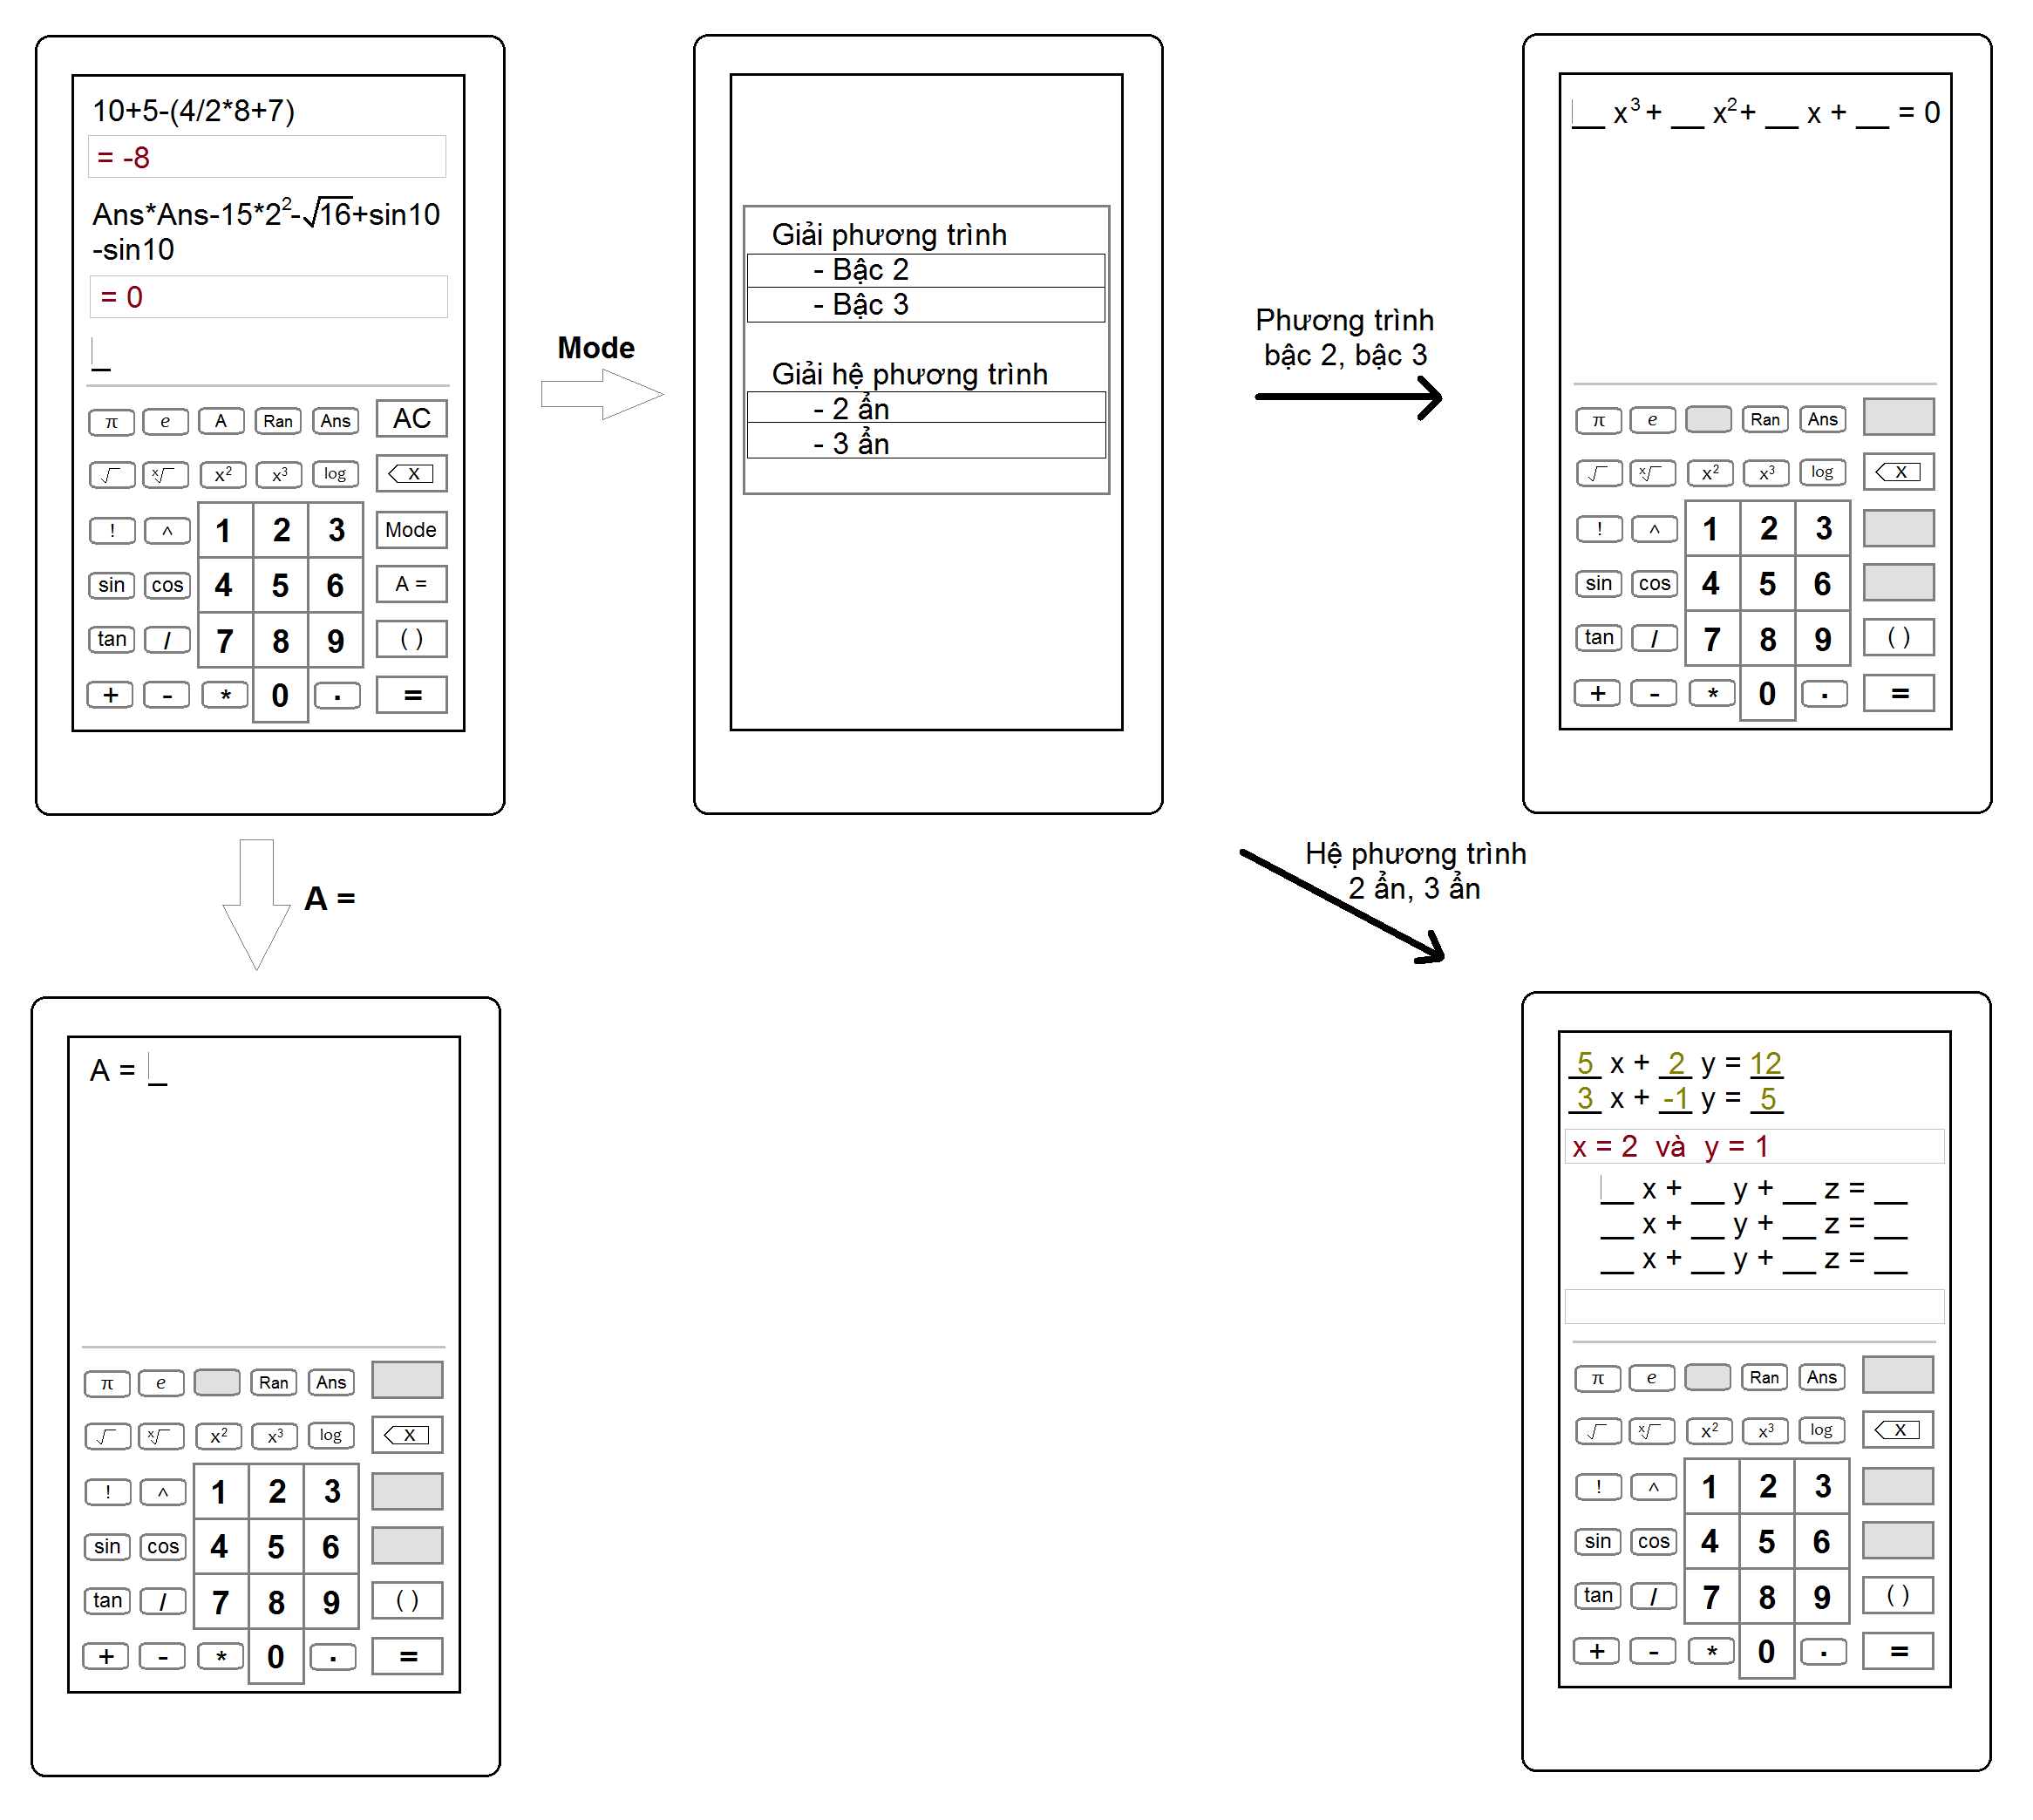 10+5-(4/2*8+7)
= -8
Ans*Ans-15*2²-√16+sin10
-sin10
= 0
π e A Ran Ans AC
√ ˣ√ x² x³ log X
! ^ 1 2 3 Mode
sin cos 4 5 6 A =
tan / 7 8 9 ( )
+ - * 0 . =
Mode
Giải phương trình
- Bậc 2
- Bậc 3
Giải hệ phương trình
- 2 ẩn
- 3 ẩn
Phương trình
bậc 2, bậc 3
__ x³ + __ x² + __ x + __ = 0
π e Ran Ans
√ ˣ√ x² x³ log X
! ^ 1 2 3
sin cos 4 5 6
tan / 7 8 9 ( )
+ - * 0 . =
A =
Hệ phương trình
2 ẩn, 3 ẩn
A = _
π e Ran Ans
√ ˣ√ x² x³ log X
! ^ 1 2 3
sin cos 4 5 6
tan / 7 8 9 ( )
+ - * 0 . =
5 x + 2 y = 12
3 x + -1 y = 5
x = 2 và y = 1
__ x + __ y + __ z = __
__ x + __ y + __ z = __
__ x + __ y + __ z = __
π e Ran Ans
√ ˣ√ x² x³ log X
! ^ 1 2 3
sin cos 4 5 6
tan / 7 8 9 ( )
+ - * 0 . =